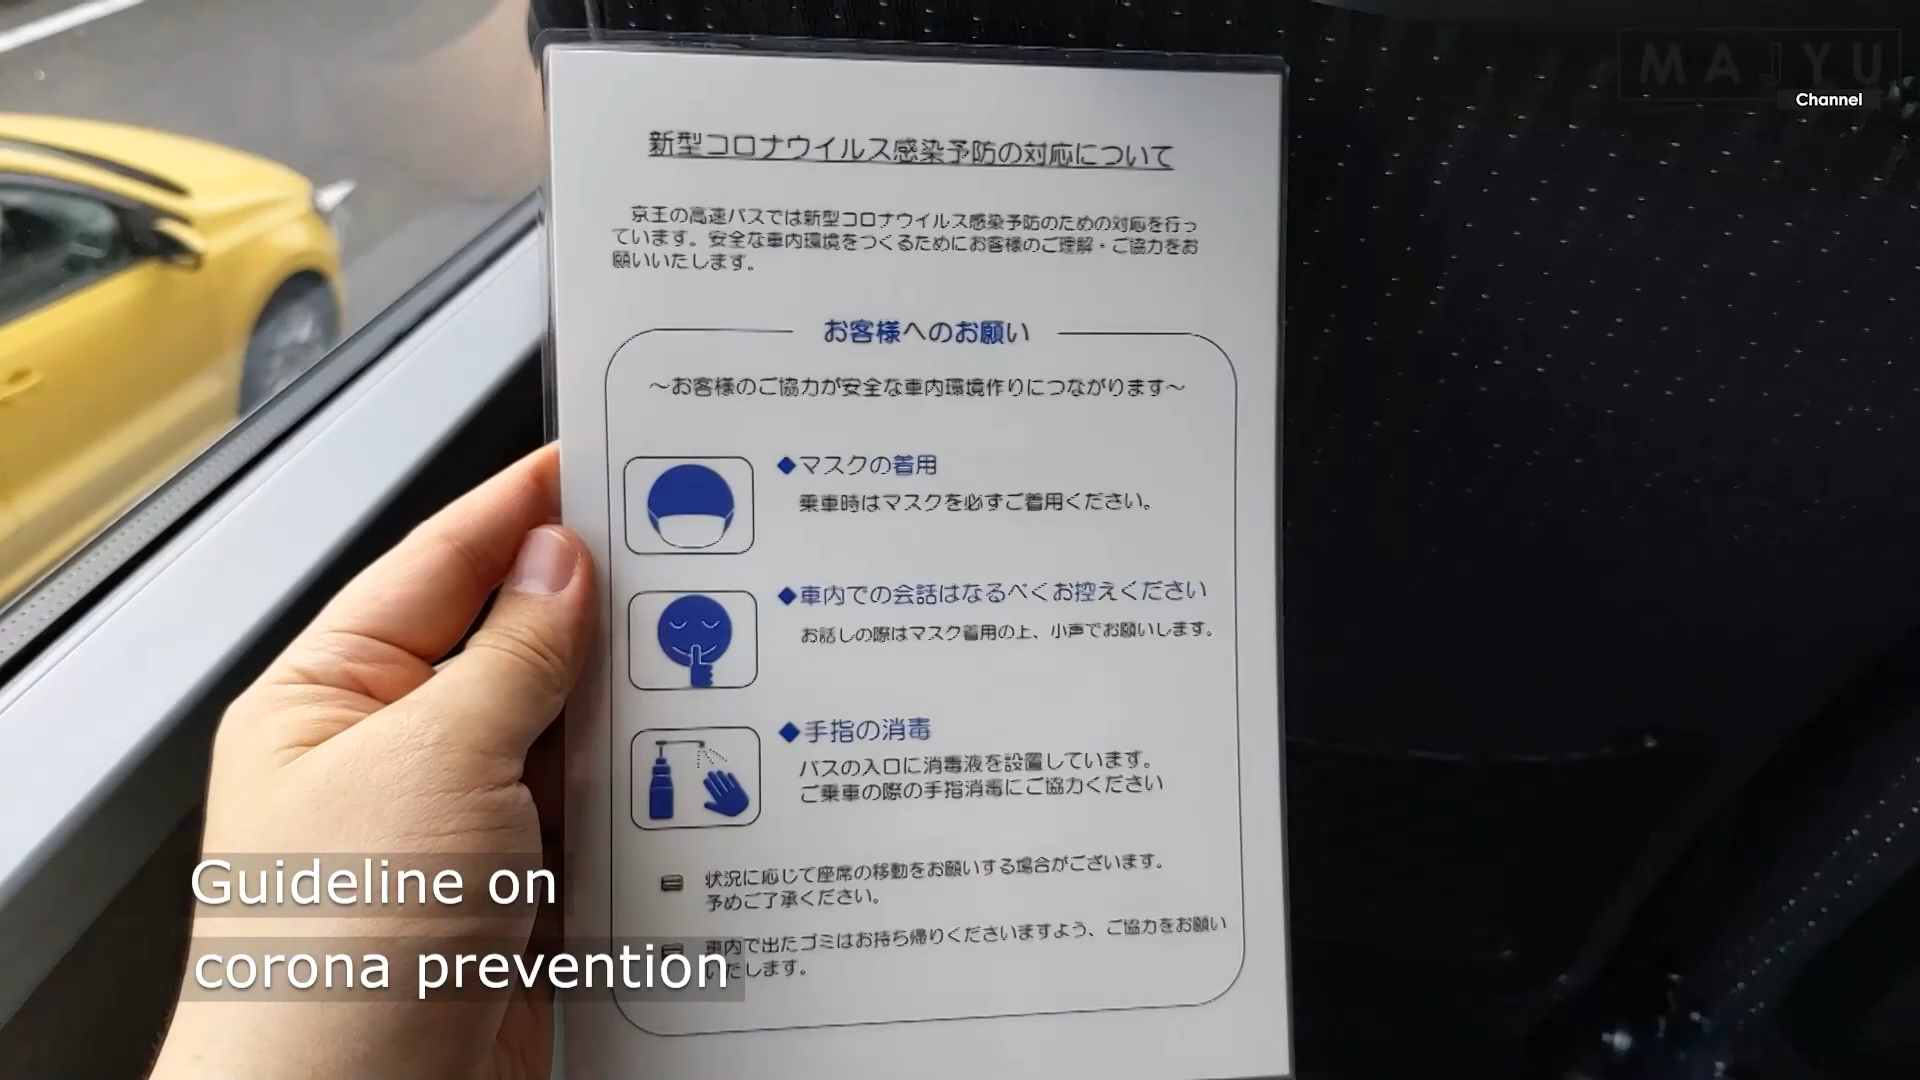 MAJYU
Channel
新型コロナウイルス感染予防の対応について
京王の高速バスでは新型コロナウイルス感染予防のための対応を行っ
ています。安全な車内環境をつくるためにお客様のご理解・ご協力をお
願いいたします。
お客様へのお願い
～お客様のご協力が安全な車内環境作りにつながります～
◆マスクの着用
乗車時はマスクを必ずご着用ください。
◆車内での会話はなるべくお控えください
お話しの際はマスク着用の上、小声でお願いします。
◆手指の消毒
バスの入口に消毒液を設置しています。
ご乗車の際の手指消毒にご協力ください
状況に応じて座席の移動をお願いする場合がございます。
予めご了承ください。
車内で出たゴミはお持ち帰りくださいますよう、ご協力をお願い
いたします。
Guideline on
corona prevention